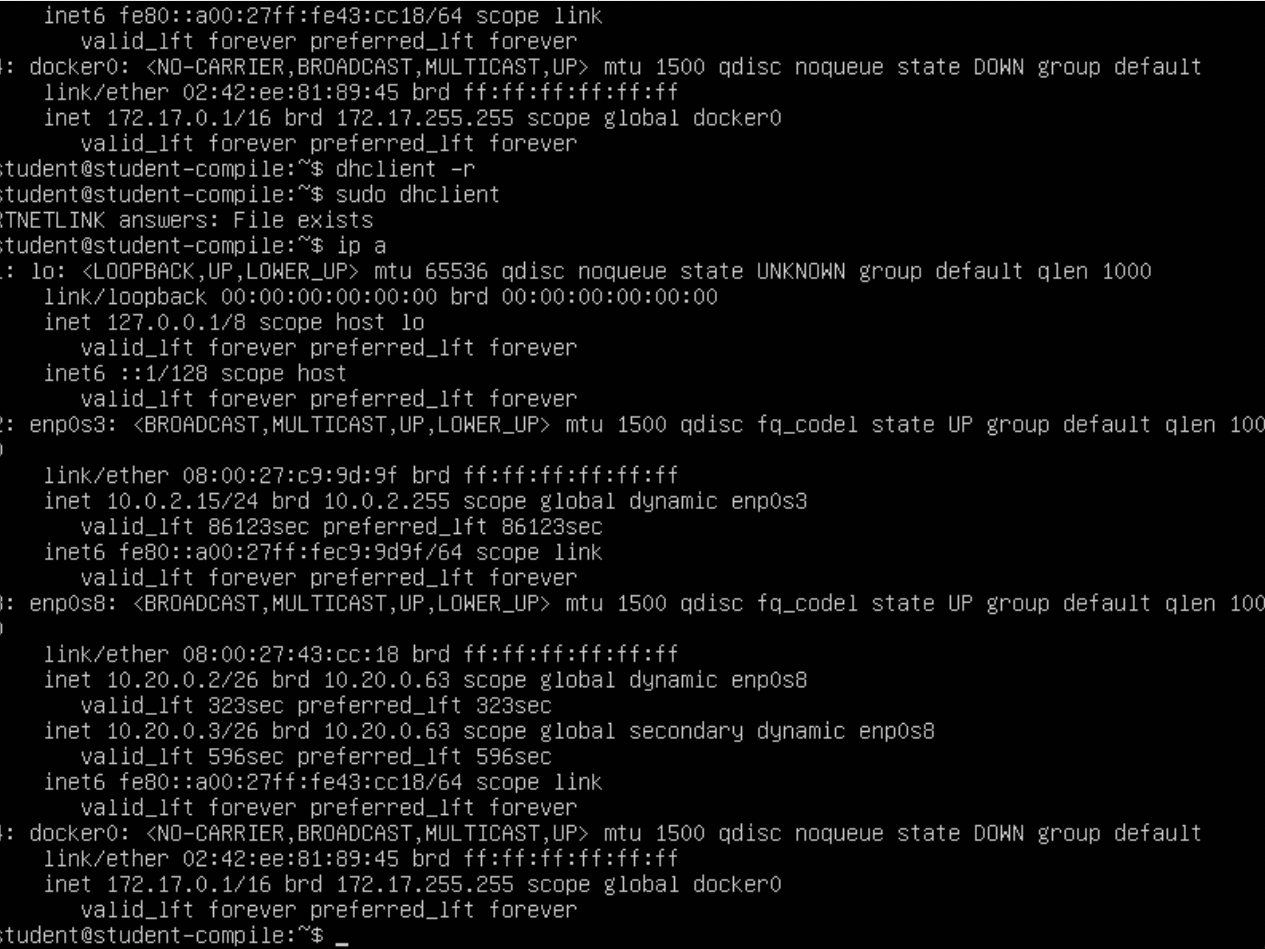 inet6 fe80::a00:27ff:fe43:cc18/64 scope link
       valid_lft forever preferred_lft forever
4: docker0: <NO-CARRIER,BROADCAST,MULTICAST,UP> mtu 1500 qdisc noqueue state DOWN group default
    link/ether 02:42:ee:81:89:45 brd ff:ff:ff:ff:ff:ff
    inet 172.17.0.1/16 brd 172.17.255.255 scope global docker0
       valid_lft forever preferred_lft forever
student@student-compile:~$ dhclient -r
student@student-compile:~$ sudo dhclient
RTNETLINK answers: File exists
student@student-compile:~$ ip a
1: lo: <LOOPBACK,UP,LOWER_UP> mtu 65536 qdisc noqueue state UNKNOWN group default qlen 1000
    link/loopback 00:00:00:00:00:00 brd 00:00:00:00:00:00
    inet 127.0.0.1/8 scope host lo
       valid_lft forever preferred_lft forever
    inet6 ::1/128 scope host
       valid_lft forever preferred_lft forever
2: enp0s3: <BROADCAST,MULTICAST,UP,LOWER_UP> mtu 1500 qdisc fq_codel state UP group default qlen 100
0
    link/ether 08:00:27:c9:9d:9f brd ff:ff:ff:ff:ff:ff
    inet 10.0.2.15/24 brd 10.0.2.255 scope global dynamic enp0s3
       valid_lft 86123sec preferred_lft 86123sec
    inet6 fe80::a00:27ff:fec9:9d9f/64 scope link
       valid_lft forever preferred_lft forever
3: enp0s8: <BROADCAST,MULTICAST,UP,LOWER_UP> mtu 1500 qdisc fq_codel state UP group default qlen 100
0
    link/ether 08:00:27:43:cc:18 brd ff:ff:ff:ff:ff:ff
    inet 10.20.0.2/26 brd 10.20.0.63 scope global dynamic enp0s8
       valid_lft 323sec preferred_lft 323sec
    inet 10.20.0.3/26 brd 10.20.0.63 scope global secondary dynamic enp0s8
       valid_lft 596sec preferred_lft 596sec
    inet6 fe80::a00:27ff:fe43:cc18/64 scope link
       valid_lft forever preferred_lft forever
4: docker0: <NO-CARRIER,BROADCAST,MULTICAST,UP> mtu 1500 qdisc noqueue state DOWN group default
    link/ether 02:42:ee:81:89:45 brd ff:ff:ff:ff:ff:ff
    inet 172.17.0.1/16 brd 172.17.255.255 scope global docker0
       valid_lft forever preferred_lft forever
student@student-compile:~$ _